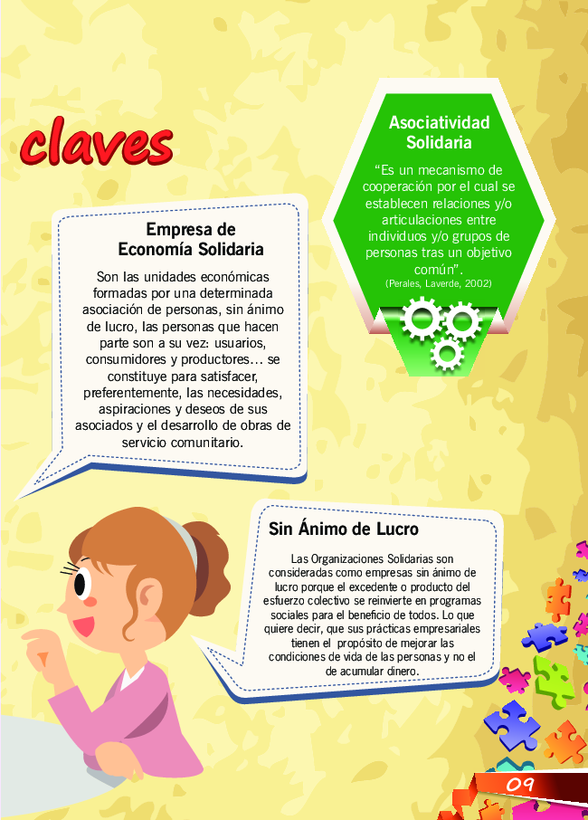 claves
Asociatividad
Solidaria
“Es un mecanismo de
cooperación por el cual se
establecen relaciones y/o
articulaciones entre
individuos y/o grupos de
personas tras un objetivo
común”.
(Perales, Laverde, 2002)
Empresa de
Economía Solidaria
Son las unidades económicas
formadas por una determinada
asociación de personas, sin ánimo
de lucro, las personas que hacen
parte son a su vez: usuarios,
consumidores y productores… se
constituye para satisfacer,
preferentemente, las necesidades,
aspiraciones y deseos de sus
asociados y el desarrollo de obras de
servicio comunitario.
Sin Ánimo de Lucro
Las Organizaciones Solidarias son
consideradas como empresas sin ánimo de
lucro porque el excedente o producto del
esfuerzo colectivo se reinvierte en programas
sociales para el beneficio de todos. Lo que
quiere decir, que sus prácticas empresariales
tienen el propósito de mejorar las
condiciones de vida de las personas y no el
de acumular dinero.
09